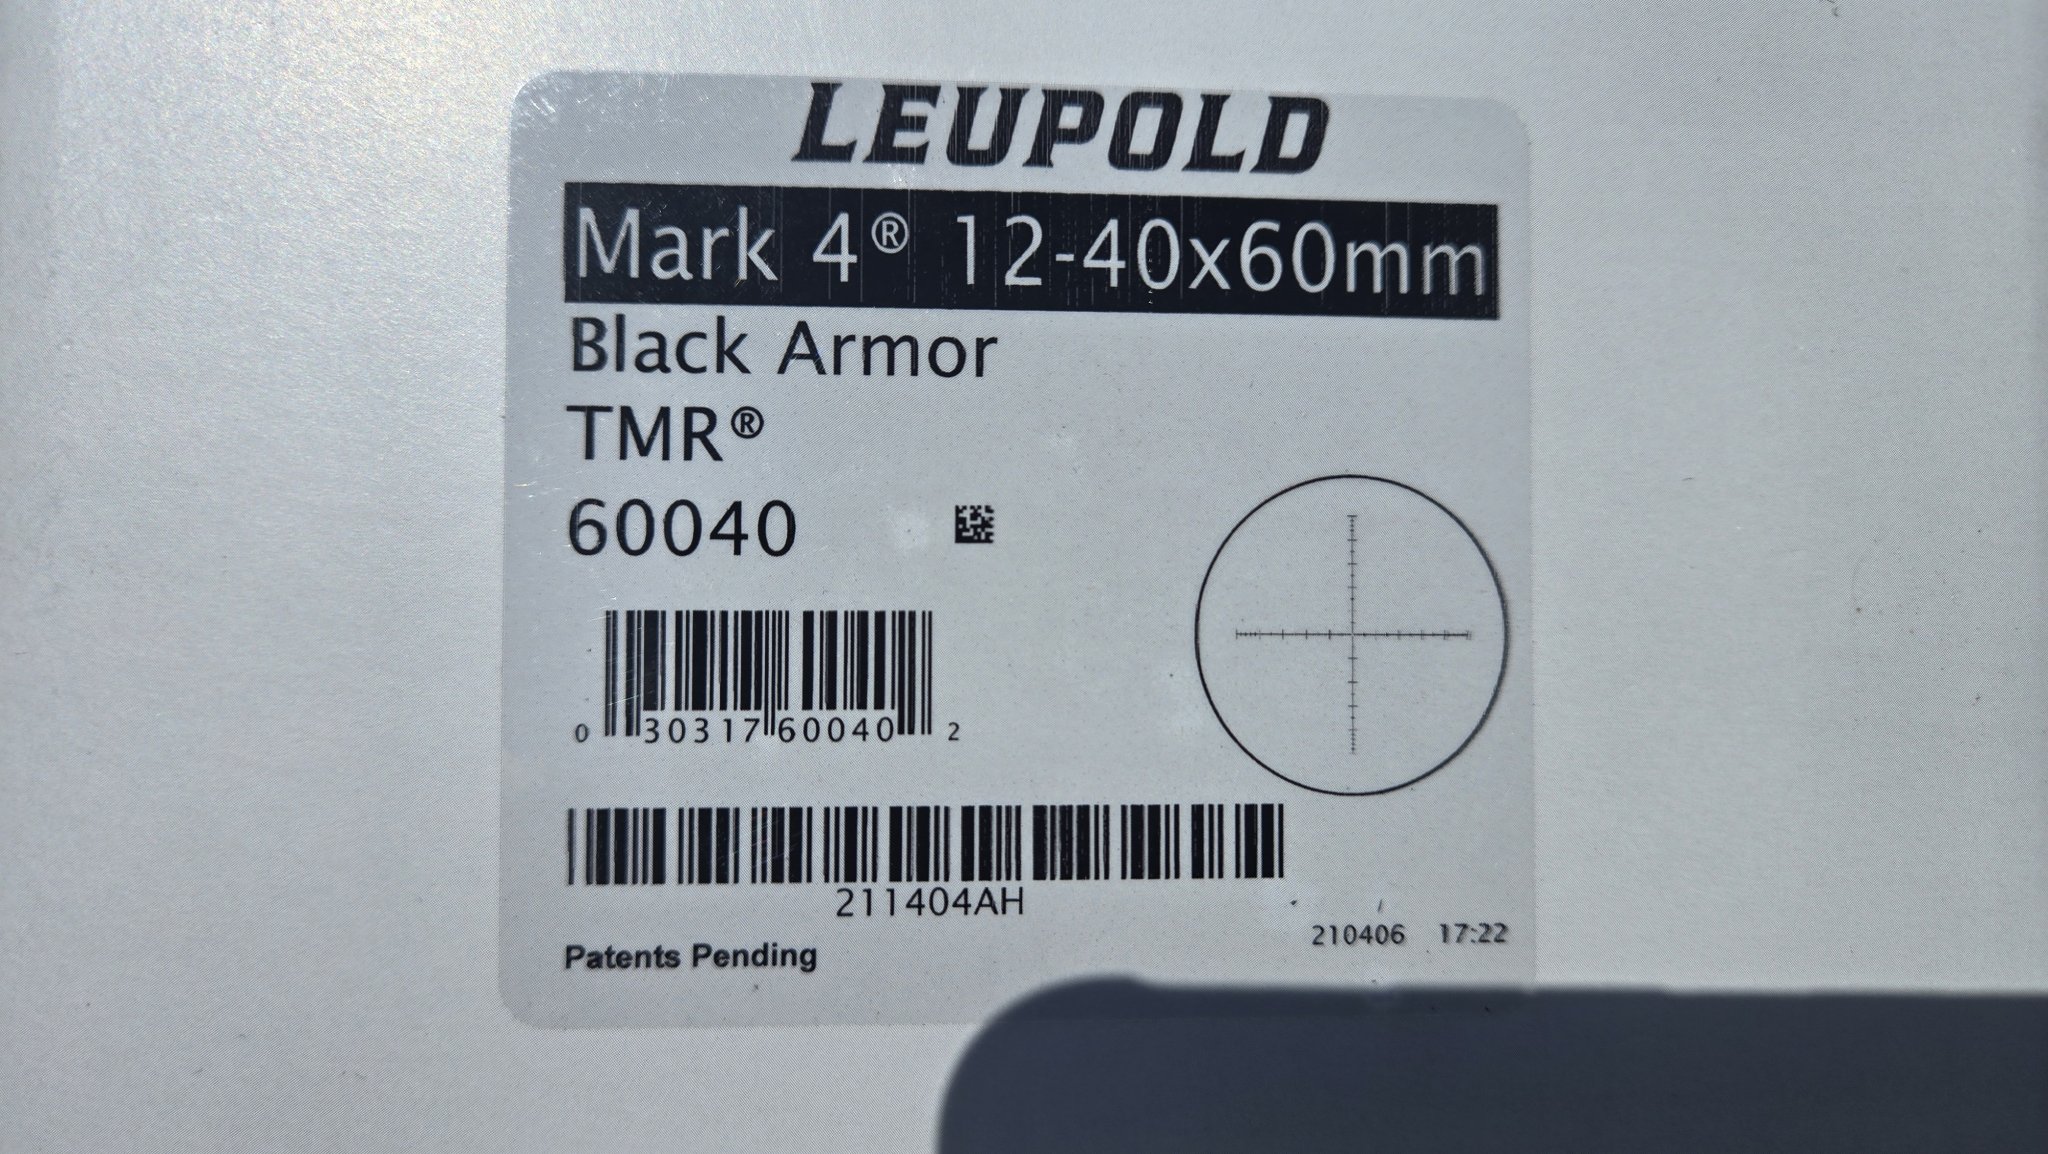 LEUPOLD
Mark 4® 12-40x60mm
Black Armor
TMR®
60040
0 30317 60040 2
211404AH
210406 17:22
Patents Pending